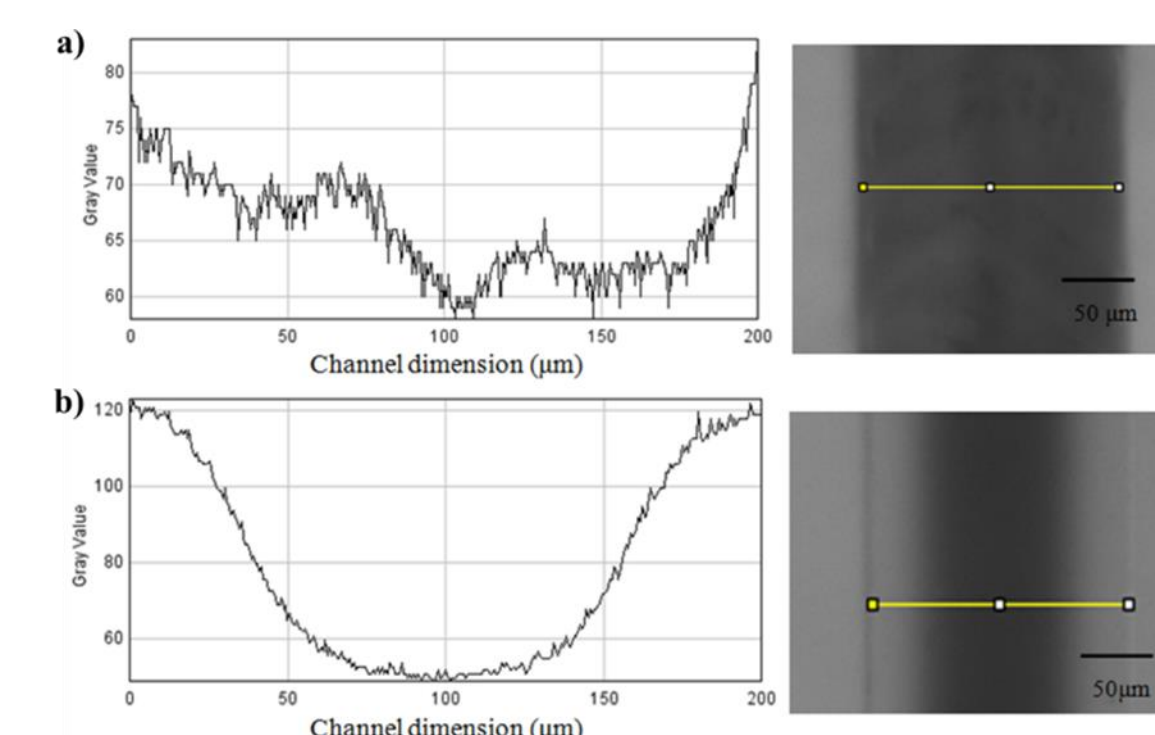 a)
80
75
70
65
60
Gray Value
0 50 100 150 200
Channel dimension (μm)
50 μm
b)
120
100
80
60
Gray Value
0 50 100 150 200
Channel dimension (μm)
50μm